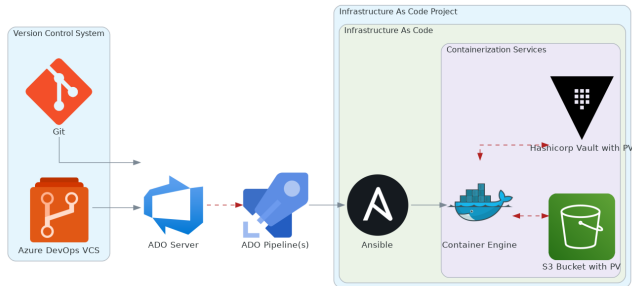 Infrastructure As Code Project
Infrastructure As Code
Version Control System
Containerization Services
Git
Hashicorp Vault with PV
Azure DevOps VCS
ADO Server
ADO Pipeline(s)
Ansible
Container Engine
S3 Bucket with PV